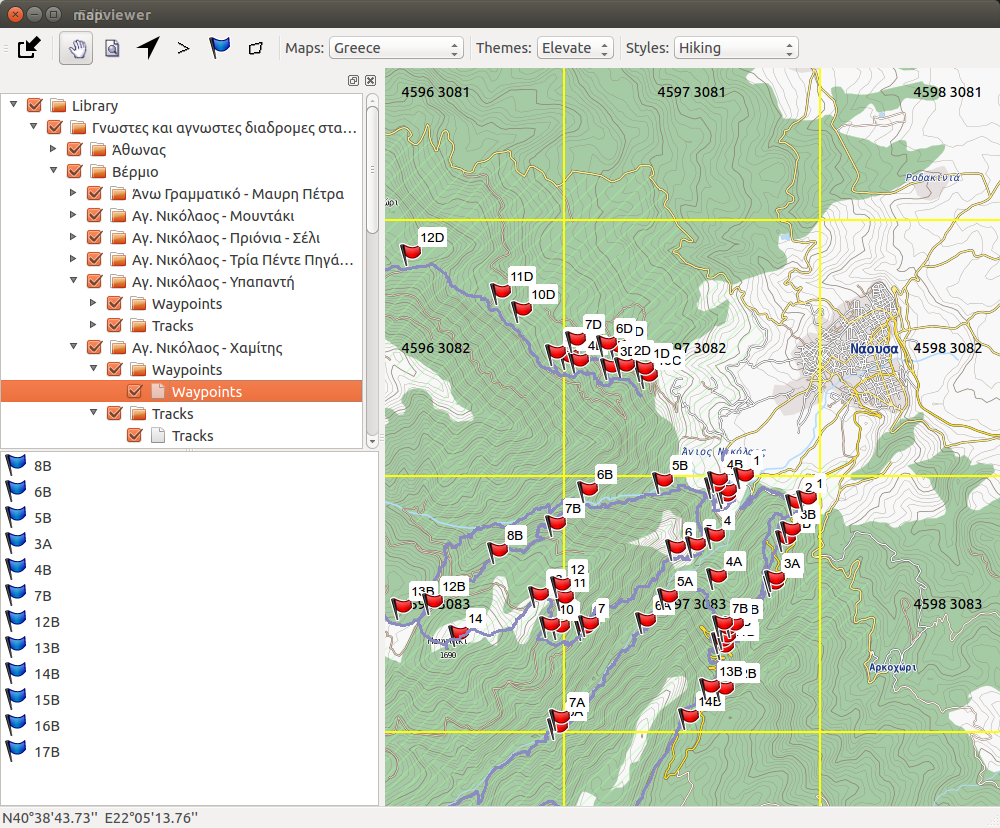 mapviewer
Maps: Greece Themes: Elevate Styles: Hiking
Library
Γνωστες και αγνωστες διαδρομες στα…
Άθωνας
Βέρμιο
Άνω Γραμματικό - Μαυρη Πέτρα
Αγ. Νικόλαος - Μουντάκι
Αγ. Νικόλαος - Πριόνια - Σέλι
Αγ. Νικόλαος - Τρία Πέντε Πηγά…
Αγ. Νικόλαος - Υπαπαντή
Waypoints
Tracks
Αγ. Νικόλαος - Χαμίτης
Waypoints
Waypoints
Tracks
Tracks
8B
6B
5B
3A
4B
7B
12B
13B
14B
15B
16B
17B
4596 3081 4597 3081 4598 3081
Ροδακινιά
12D
11D
10D
7D 6D D
4596 3082 3D 2D 1D C 97 3082 Νάουσα 4598 3082
Άγιος Νικόλαος
6B 5B 4B 1
7B 2 1
3B
8B 6 4
4A 3A
12
11
13B 12B 5A
10 7 6A 97 3083 7B B 4598 3083
14
1690
Αρκοχώρι
13B 2B
7A 14B
N40°38'43.73'' E22°05'13.76''